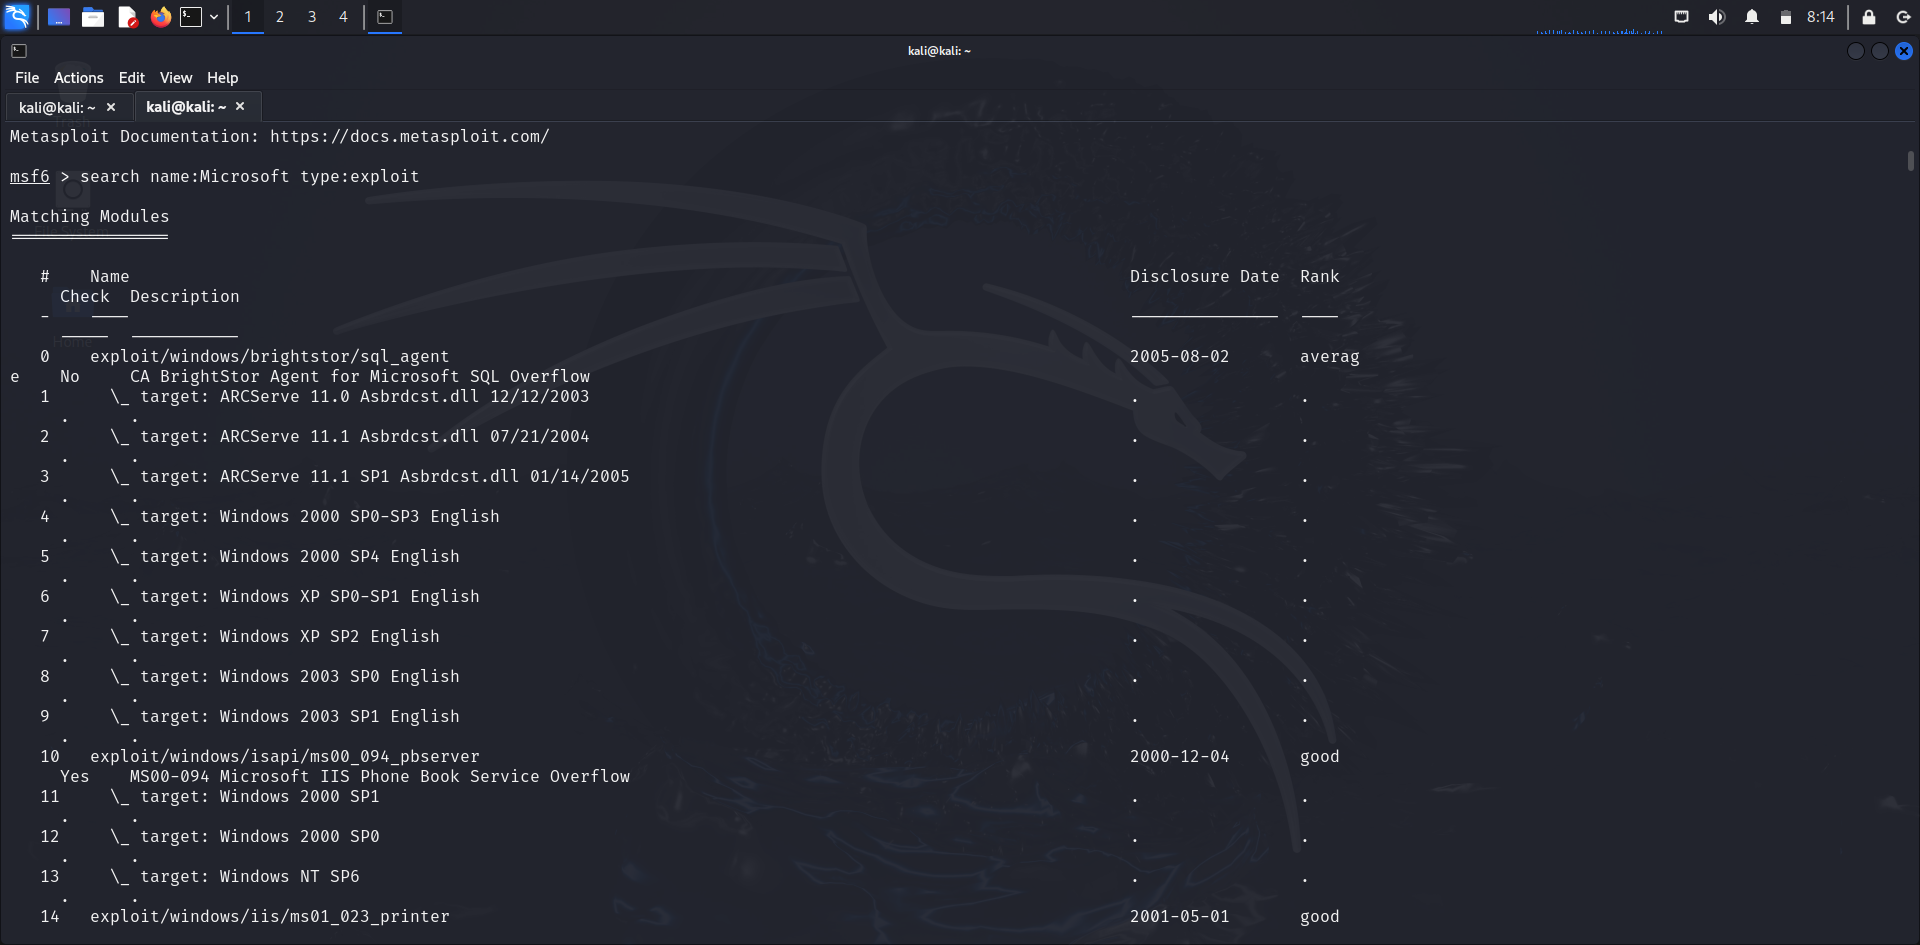 1 2 3 4 8:14
kali@kali: ~
File Actions Edit View Help
kali@kali: ~ × kali@kali: ~ ×
Metasploit Documentation: https://docs.metasploit.com/
msf6 > search name:Microsoft type:exploit
Matching Modules
================
# Name Disclosure Date Rank
Check Description
- ---- --------------- ----
----- -----------
0 exploit/windows/brightstor/sql_agent 2005-08-02 averag
e No CA BrightStor Agent for Microsoft SQL Overflow
1 \_ target: ARCServe 11.0 Asbrdcst.dll 12/12/2003 . .
. .
2 \_ target: ARCServe 11.1 Asbrdcst.dll 07/21/2004 . .
. .
3 \_ target: ARCServe 11.1 SP1 Asbrdcst.dll 01/14/2005 . .
. .
4 \_ target: Windows 2000 SP0-SP3 English . .
. .
5 \_ target: Windows 2000 SP4 English . .
. .
6 \_ target: Windows XP SP0-SP1 English . .
. .
7 \_ target: Windows XP SP2 English . .
. .
8 \_ target: Windows 2003 SP0 English . .
. .
9 \_ target: Windows 2003 SP1 English . .
. .
10 exploit/windows/isapi/ms00_094_pbserver 2000-12-04 good
Yes MS00-094 Microsoft IIS Phone Book Service Overflow
11 \_ target: Windows 2000 SP1 . .
. .
12 \_ target: Windows 2000 SP0 . .
. .
13 \_ target: Windows NT SP6 . .
. .
14 exploit/windows/iis/ms01_023_printer 2001-05-01 good